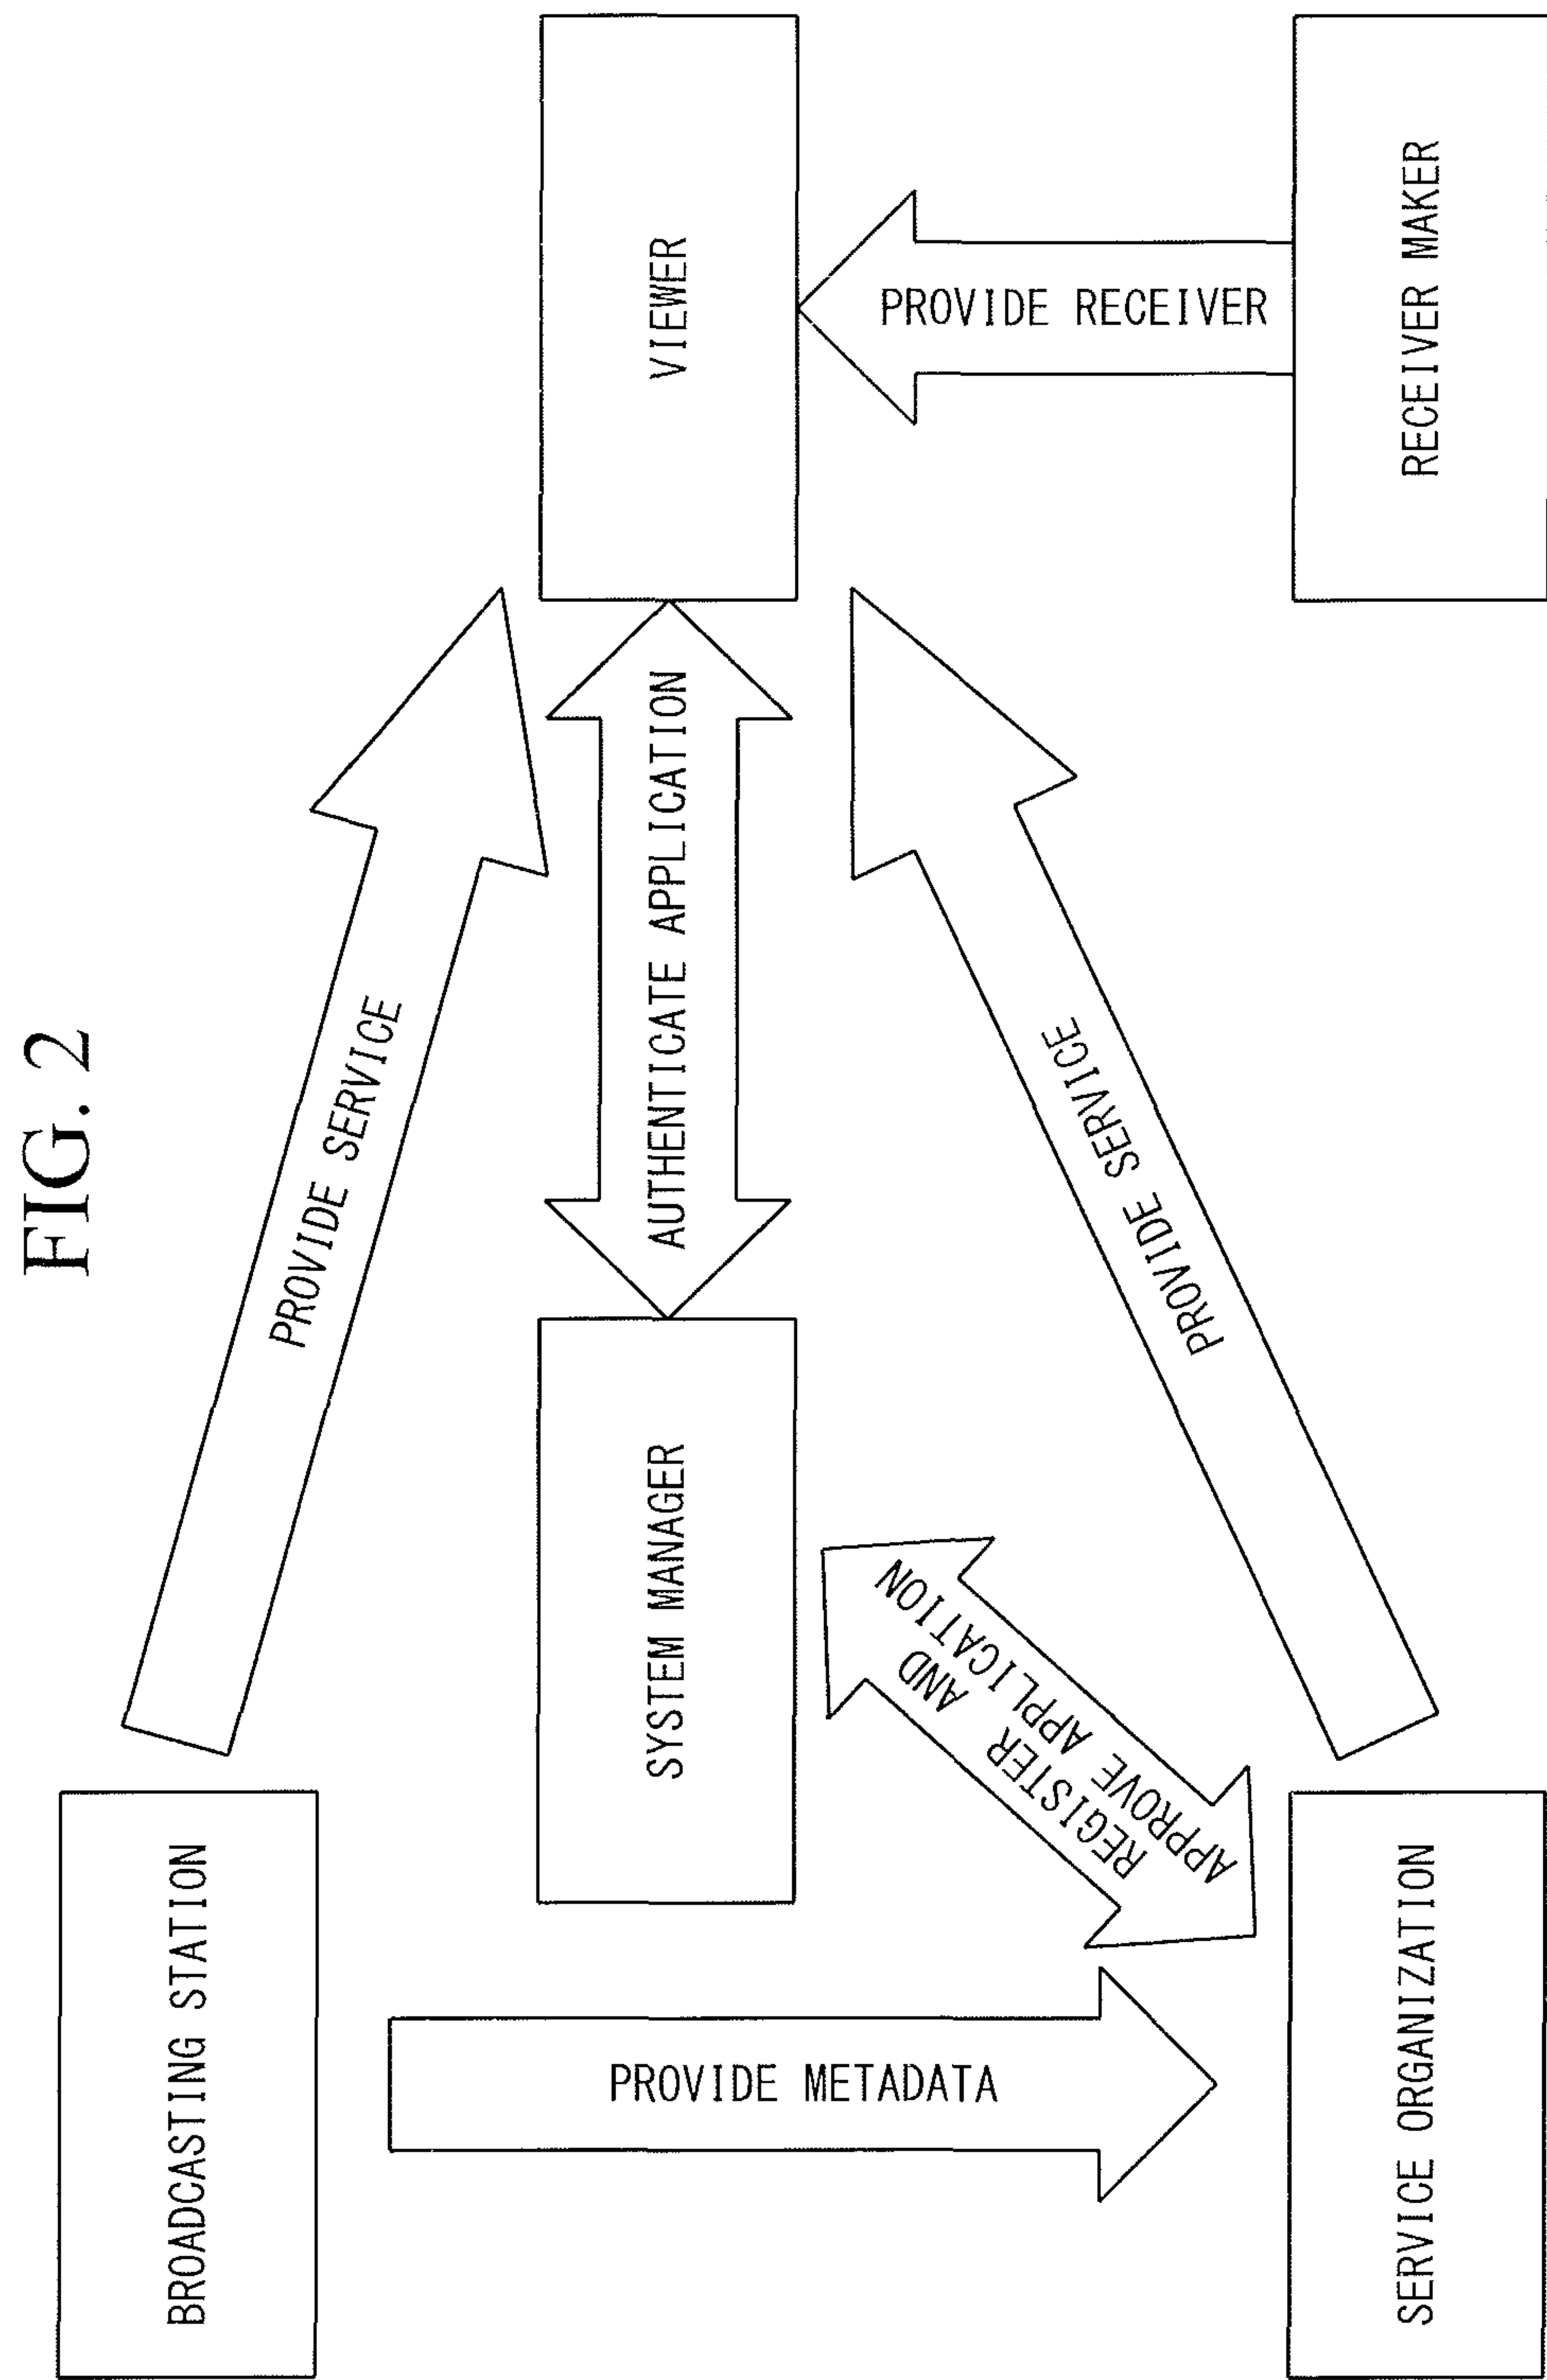 FIG. 2
BROADCASTING STATION
PROVIDE SERVICE
VIEWER
SYSTEM MANAGER
AUTHENTICATE APPLICATION
PROVIDE METADATA
REGISTER AND
APPROVE APPLICATION
PROVIDE SERVICE
PROVIDE RECEIVER
SERVICE ORGANIZATION
RECEIVER MAKER